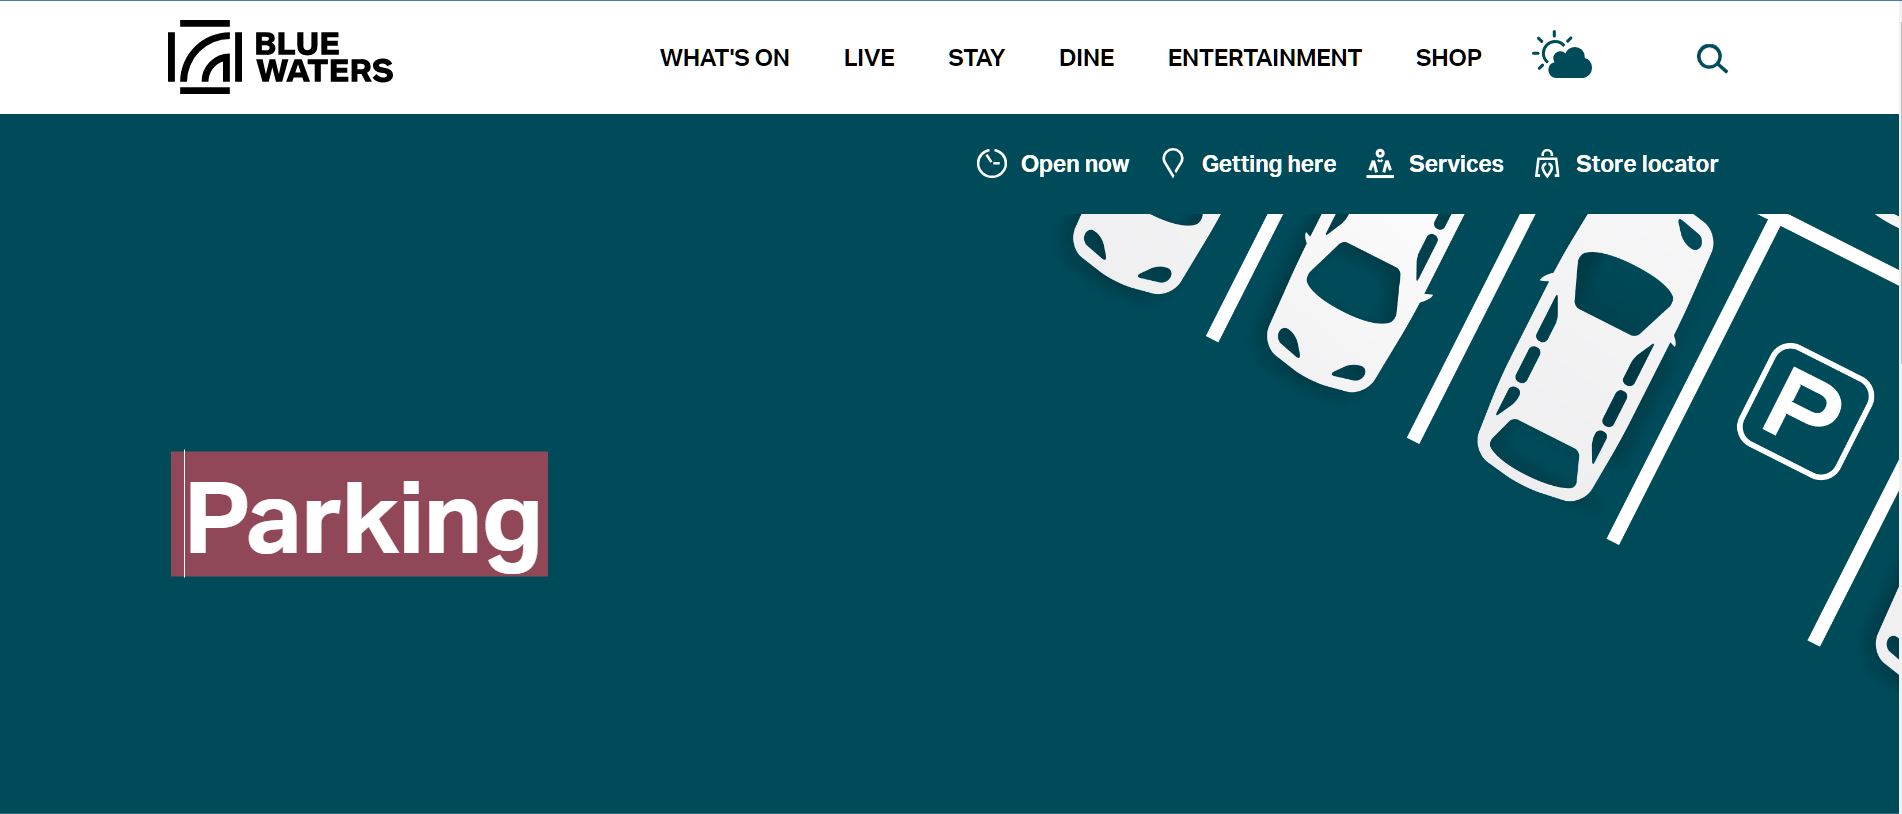 BLUE
WATERS
WHAT'S ON LIVE STAY DINE ENTERTAINMENT SHOP
Open now Getting here Services Store locator
P
Parking